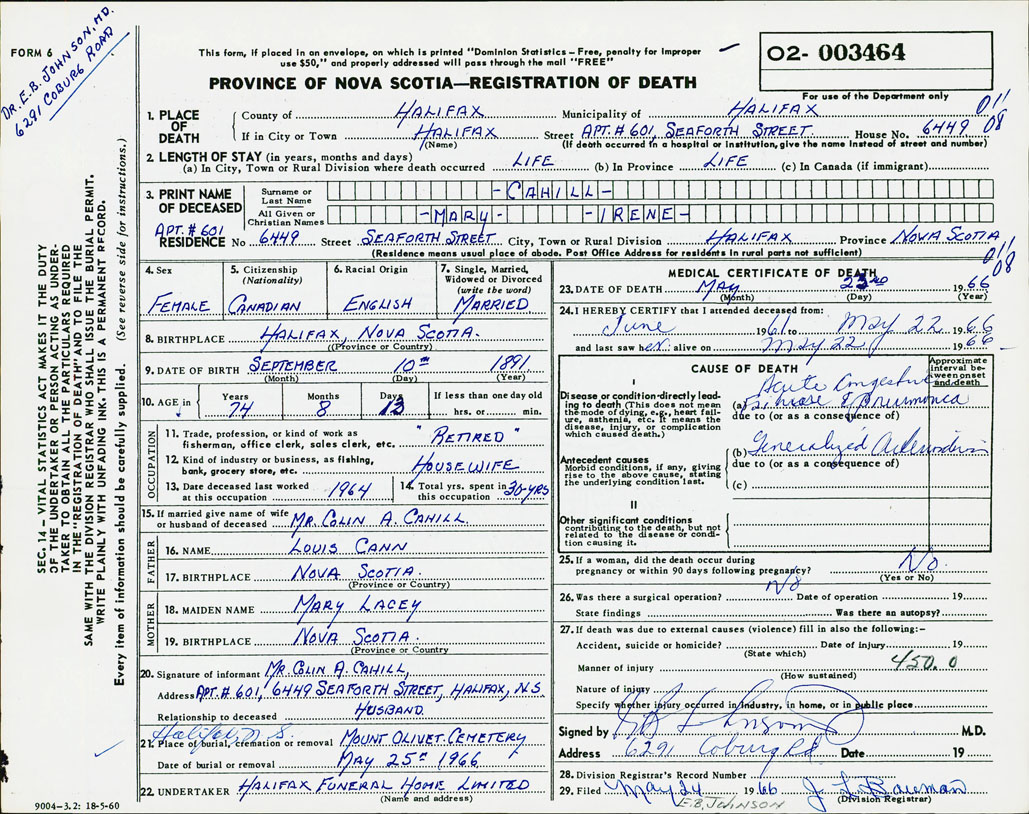 DR. E.B. JOHNSON, M.D.
6291 COBURG ROAD
FORM 6
This form, if placed in an envelope, on which is printed "Dominion Statistics – Free, penalty for improper
use $50," and properly addressed will pass through the mail "FREE"
PROVINCE OF NOVA SCOTIA—REGISTRATION OF DEATH
O2- 003464
For use of the Department only
011
08
1. PLACE OF DEATH
County of HALIFAX Municipality of HALIFAX
If in City or Town HALIFAX Street APT. # 601, SEAFORTH STREET House No. 6449
(Name) (If death occurred in a hospital or institution, give the name instead of street and number)
2. LENGTH OF STAY (in years, months and days)
(a) In City, Town or Rural Division where death occurred LIFE (b) In Province LIFE (c) In Canada (if immigrant)
3. PRINT NAME OF DECEASED
Surname or Last Name -CAHILL-
All Given or Christian Names -MARY- -IRENE-
APT. # 601
RESIDENCE No 6449 Street SEAFORTH STREET City, Town or Rural Division HALIFAX Province NOVA SCOTIA
(Residence means usual place of abode. Post Office Address for residents in rural parts not sufficient)
011
08
SEC. 14 – VITAL STATISTICS ACT MAKES IT THE DUTY
OF THE UNDERTAKER OR PERSON ACTING AS UNDER-
TAKER TO OBTAIN ALL THE PARTICULARS REQUIRED
IN THE "REGISTRATION OF DEATH" AND TO FILE THE
SAME WITH THE DIVISION REGISTRAR WHO SHALL ISSUE THE BURIAL PERMIT.
WRITE PLAINLY WITH UNFADING INK. THIS IS A PERMANENT RECORD.
Every item of information should be carefully supplied. (See reverse side for instructions.)
4. Sex
FEMALE
5. Citizenship
(Nationality)
CANADIAN
6. Racial Origin
ENGLISH
7. Single, Married,
Widowed or Divorced
(write the word)
MARRIED
8. BIRTHPLACE HALIFAX, NOVA SCOTIA.
(Province or Country)
9. DATE OF BIRTH SEPTEMBER 10TH 1891
(Month) (Day) (Year)
10. AGE in Years 74 Months 8 Days 13 If less than one day old
hrs. or min.
OCCUPATION
11. Trade, profession, or kind of work as
fisherman, office clerk, sales clerk, etc. "RETIRED"
12. Kind of industry or business, as fishing,
bank, grocery store, etc. HOUSEWIFE
13. Date deceased last worked
at this occupation 1964
14. Total yrs. spent in
this occupation 30-YRS
15. If married give name of wife
or husband of deceased MR. COLIN A. CAHILL.
FATHER
16. NAME LOUIS CANN
17. BIRTHPLACE NOVA SCOTIA.
(Province or Country)
MOTHER
18. MAIDEN NAME MARY LACEY
19. BIRTHPLACE NOVA SCOTIA.
(Province or Country)
20. Signature of informant MR. COLIN A. CAHILL,
Address APT. # 601, 6449 SEAFORTH STREET, HALIFAX, N.S
Relationship to deceased HUSBAND.
Halifax N.S.
21. Place of burial, cremation or removal MOUNT OLIVET CEMETERY
Date of burial or removal MAY 25TH 1966
22. UNDERTAKER HALIFAX FUNERAL HOME LIMITED
(Name and address)
9004-3.2: 18-5-60
MEDICAL CERTIFICATE OF DEATH
23. DATE OF DEATH May 23rd 1966
(Month) (Day) (Year)
24. I HEREBY CERTIFY that I attended deceased from:
June 1961 to May 22 1966
and last saw her alive on May 22 1966
CAUSE OF DEATH
Approximate interval between onset and death
I
Disease or condition directly lead-
ing to death (This does not mean
the mode of dying, e.g., heart fail-
ure, asthenia, etc. It means the
disease, injury, or complication
which caused death.)
(a) Acute Congestive
& Pneumonia
due to (or as a consequence of)
Antecedent causes
Morbid conditions, if any, giving
rise to the above cause, stating
the underlying condition last.
(b) Generalized
due to (or as a consequence of)
(c)
II
Other significant conditions
contributing to the death, but not
related to the disease or condi-
tion causing it.
25. If a woman, did the death occur during
pregnancy or within 90 days following pregnancy? No.
(Yes or No)
26. Was there a surgical operation? No Date of operation 19
State findings Was there an autopsy?
27. If death was due to external causes (violence) fill in also the following:–
Accident, suicide or homicide? Date of injury 19
(State which)
Manner of injury 450.0
(How sustained)
Nature of injury
Specify whether injury occurred in industry, in home, or in public place
Signed by E B Johnson M.D.
Address 6291 Coburg Rd Date 19
28. Division Registrar's Record Number
29. Filed May 24 1966
(Division Registrar)
E.B. JOHNSON